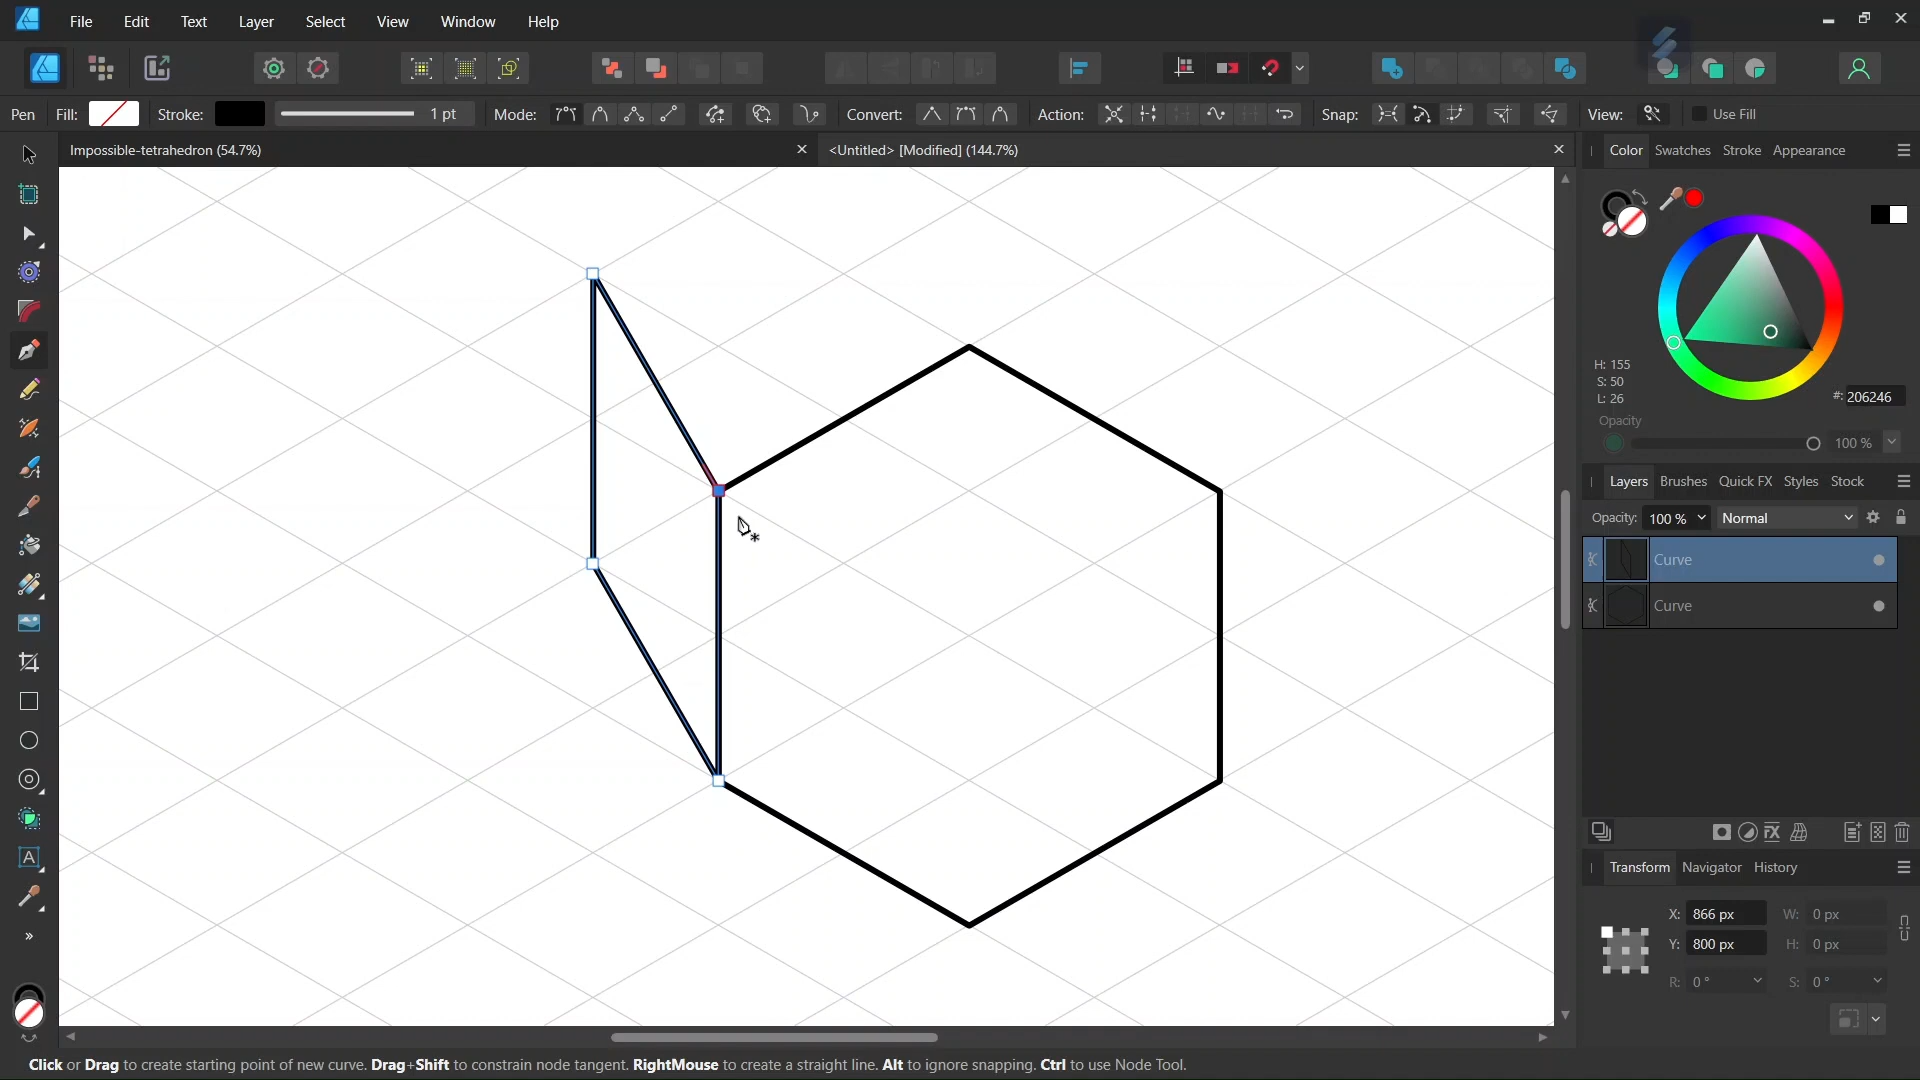 File Edit Text Layer Select View Window Help
Pen Fill: Stroke: 1 pt Mode: Convert: Action: Snap: View: Use Fill
Impossible-tetrahedron (54.7%)
<Untitled> [Modified] (144.7%)
Color Swatches Stroke Appearance
H: 155
S: 50
L: 26
#: 206246
Opacity
100 %
Layers Brushes Quick FX Styles Stock
Opacity: 100 % Normal
Curve
Curve
Transform Navigator History
X: 866 px W: 0 px
Y: 800 px H: 0 px
R: 0 ° S: 0 °
Click or Drag to create starting point of new curve. Drag+Shift to constrain node tangent. RightMouse to create a straight line. Alt to ignore snapping. Ctrl to use Node Tool.